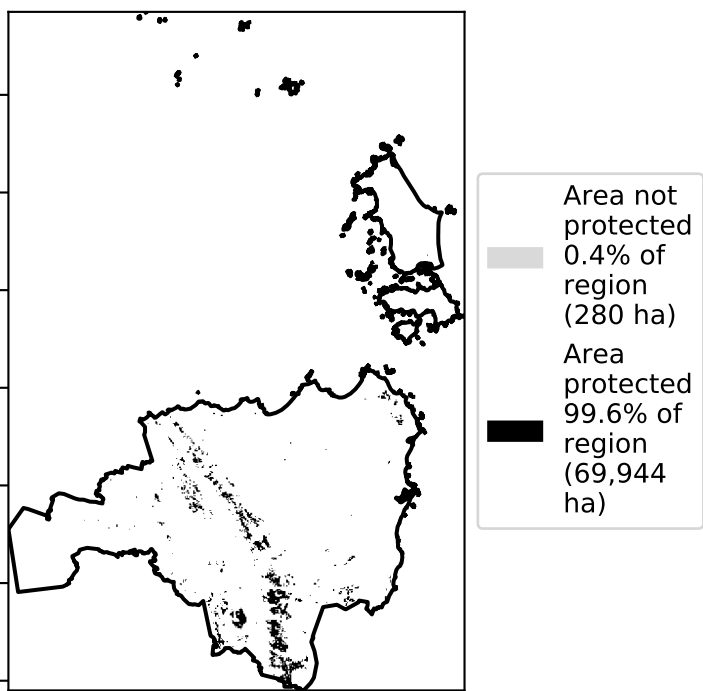 Area not
protected
0.4% of
region
(280 ha)
Area
protected
99.6% of
region
(69,944
ha)